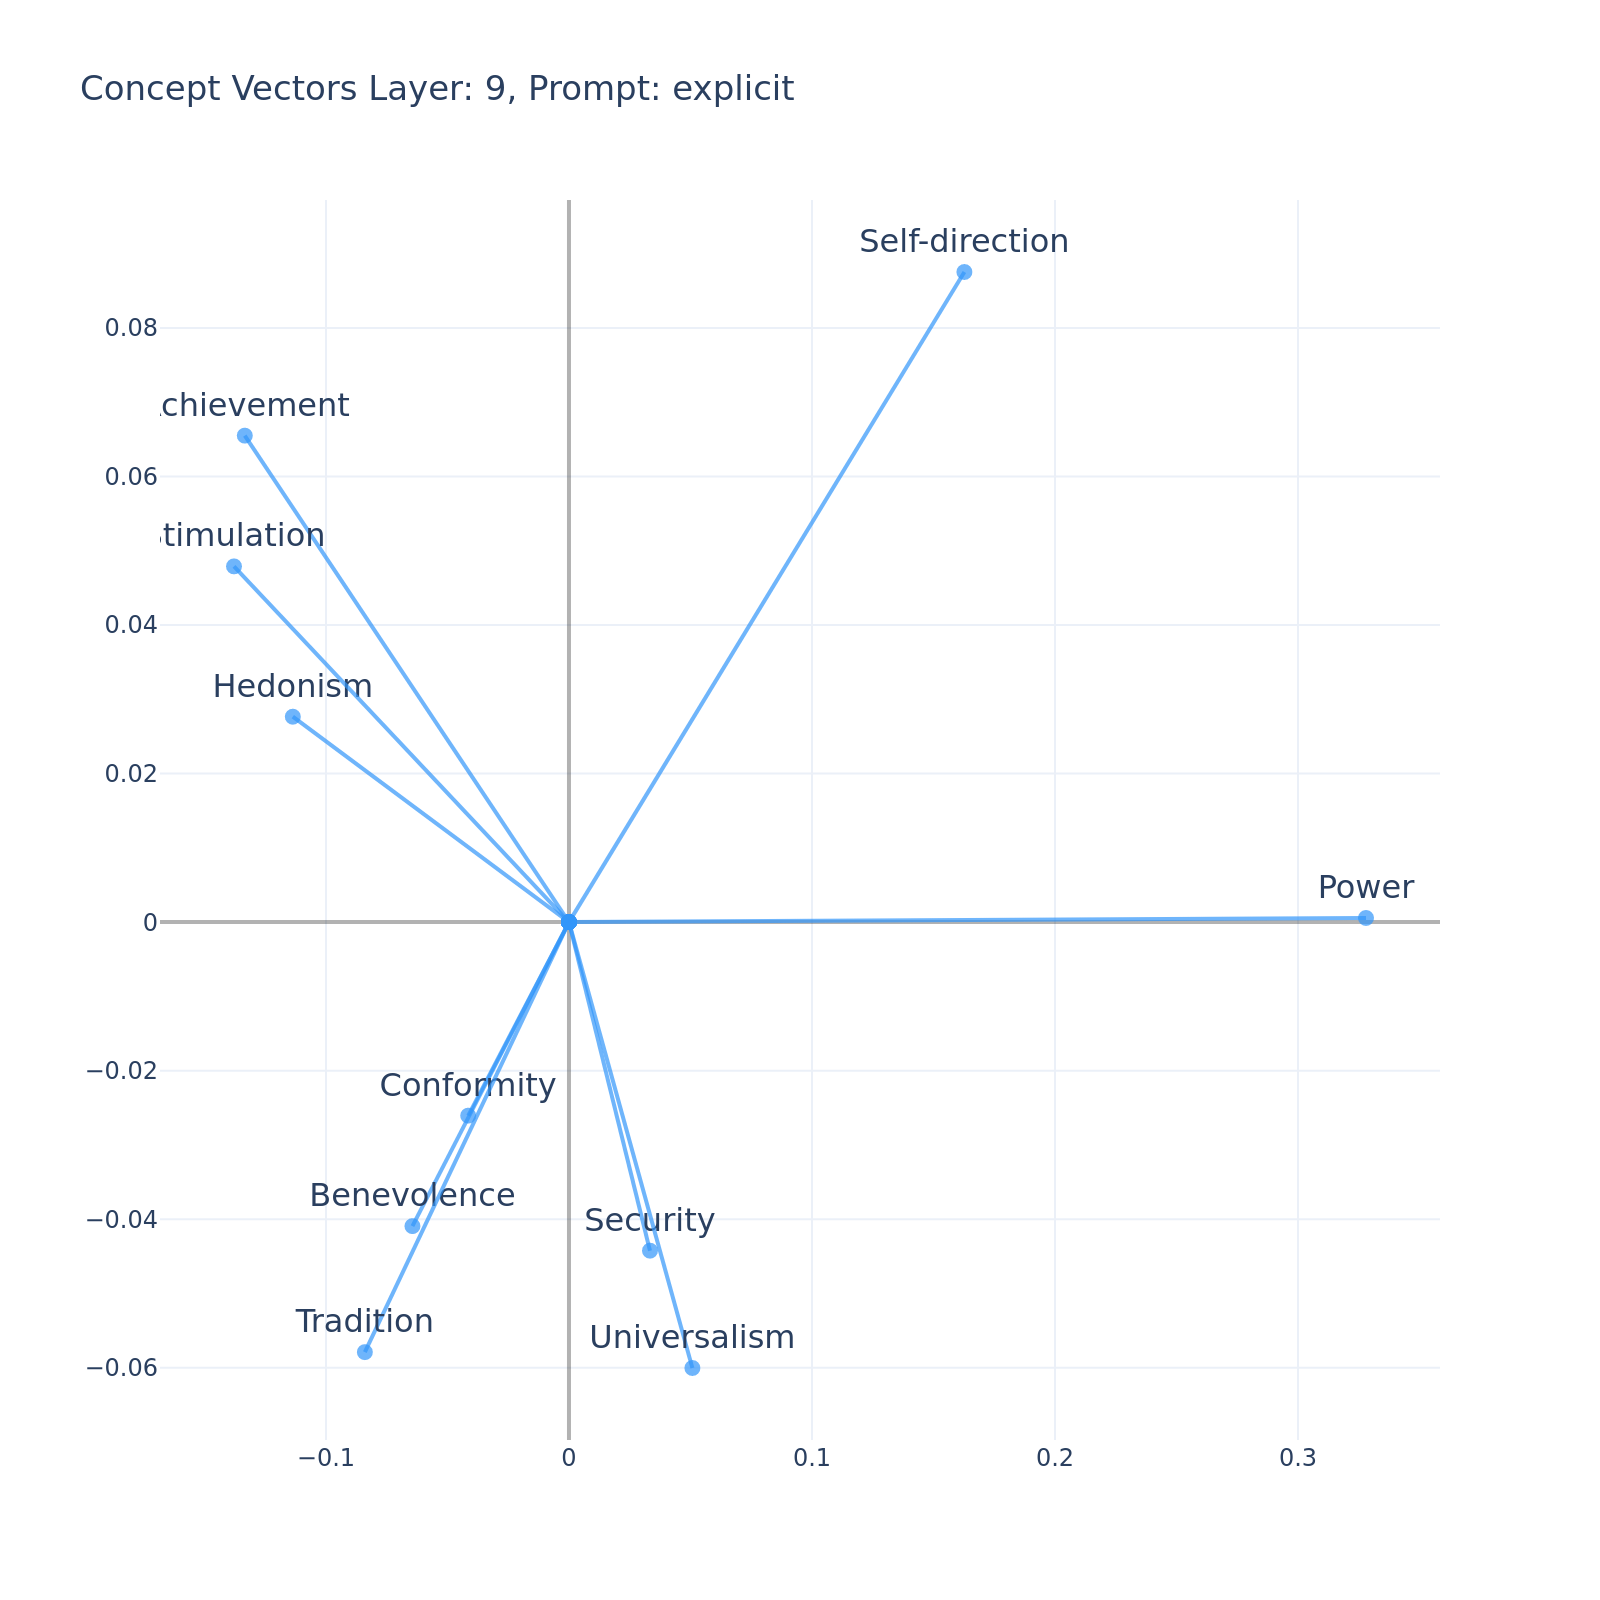 Concept Vectors Layer: 9, Prompt: explicit
Self-direction
0.08
chievement
0.06
timulation
0.04
Hedonism
0.02
Power
0
−0.02
Conformity
Benevolence
−0.04
Security
Tradition
Universalism
−0.06
−0.1 0 0.1 0.2 0.3